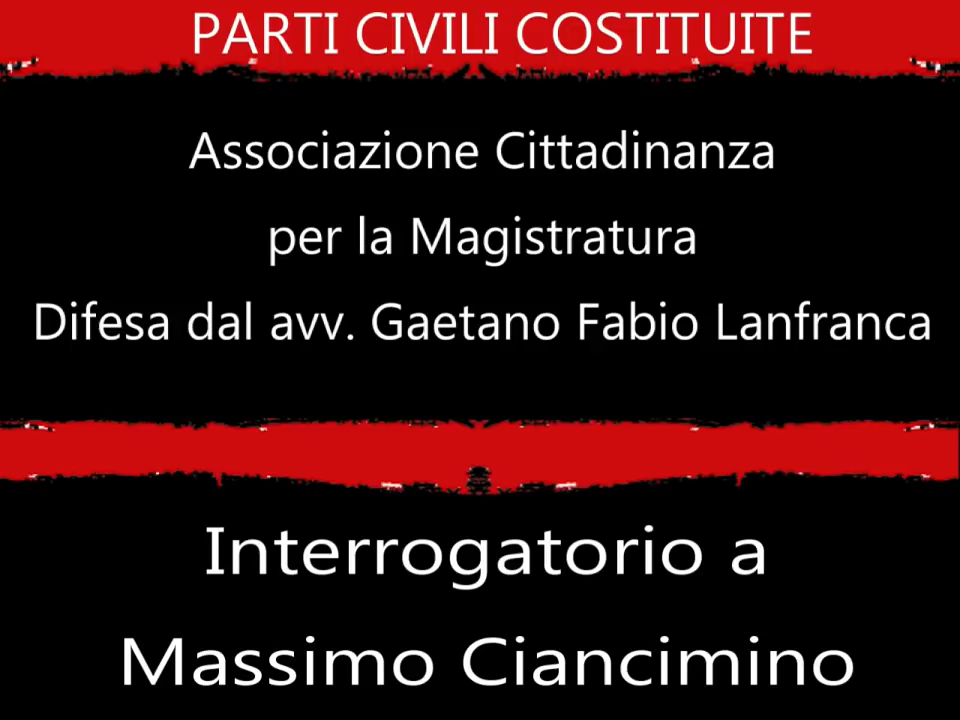 PARTI CIVILI COSTITUITE
Associazione Cittadinanza
per la Magistratura
Difesa dal avv. Gaetano Fabio Lanfranca
Interrogatorio a
Massimo Ciancimino